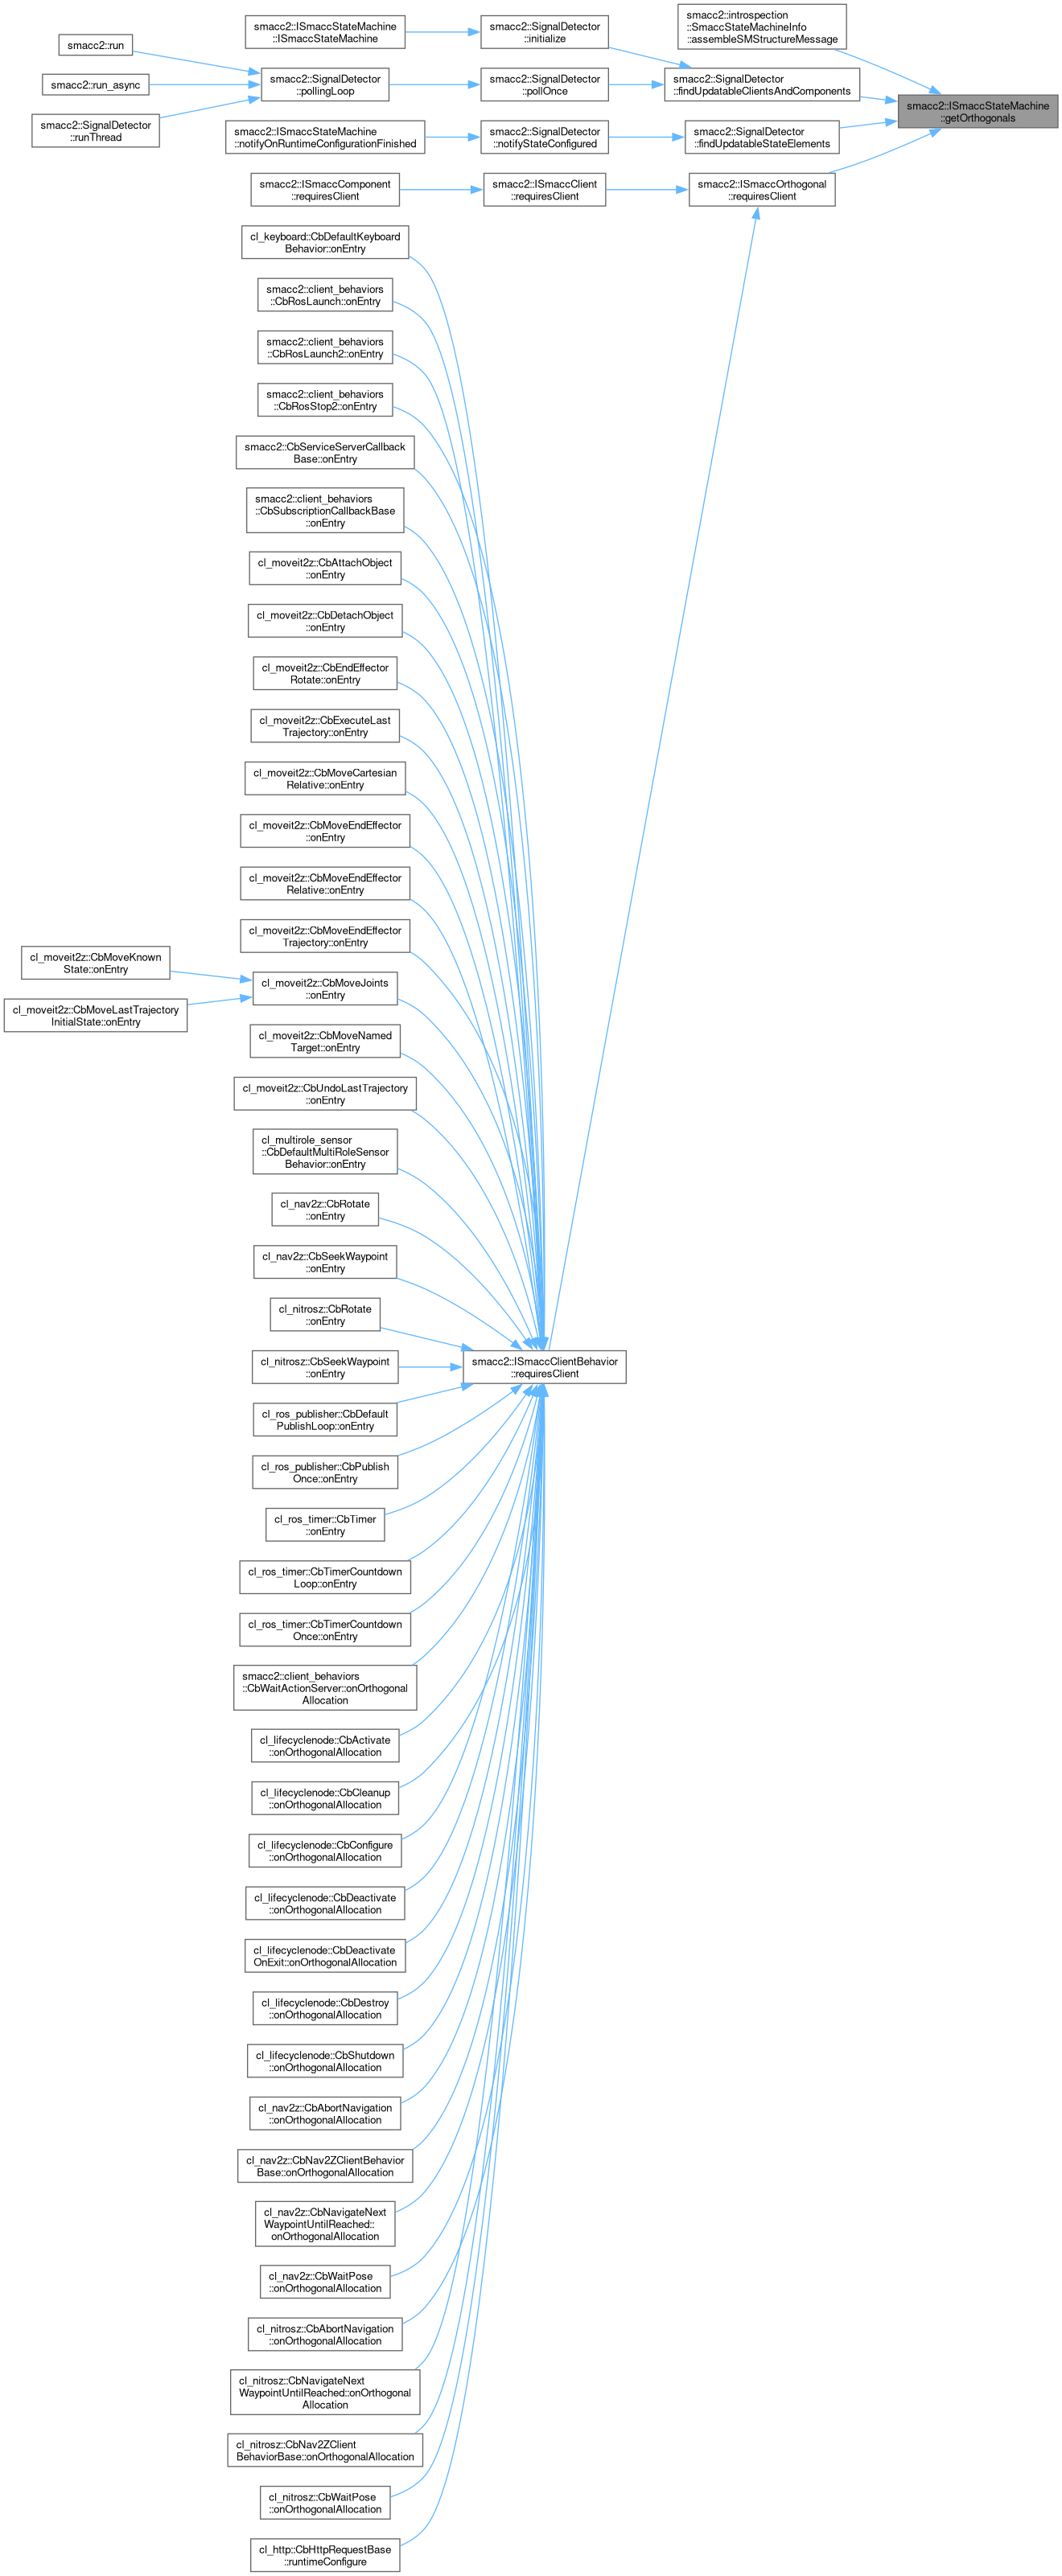 smacc2::introspection
::SmaccStateMachineInfo
::assembleSMStructureMessage
smacc2::ISmaccStateMachine
::ISmaccStateMachine
smacc2::SignalDetector
::initialize
smacc2::run
smacc2::SignalDetector
::pollingLoop
smacc2::SignalDetector
::pollOnce
smacc2::SignalDetector
::findUpdatableClientsAndComponents
smacc2::run_async
smacc2::ISmaccStateMachine
::getOrthogonals
smacc2::SignalDetector
::runThread
smacc2::ISmaccStateMachine
::notifyOnRuntimeConfigurationFinished
smacc2::SignalDetector
::notifyStateConfigured
smacc2::SignalDetector
::findUpdatableStateElements
smacc2::ISmaccComponent
::requiresClient
smacc2::ISmaccClient
::requiresClient
smacc2::ISmaccOrthogonal
::requiresClient
cl_keyboard::CbDefaultKeyboard
Behavior::onEntry
smacc2::client_behaviors
::CbRosLaunch::onEntry
smacc2::client_behaviors
::CbRosLaunch2::onEntry
smacc2::client_behaviors
::CbRosStop2::onEntry
smacc2::CbServiceServerCallback
Base::onEntry
smacc2::client_behaviors
::CbSubscriptionCallbackBase
::onEntry
cl_moveit2z::CbAttachObject
::onEntry
cl_moveit2z::CbDetachObject
::onEntry
cl_moveit2z::CbEndEffector
Rotate::onEntry
cl_moveit2z::CbExecuteLast
Trajectory::onEntry
cl_moveit2z::CbMoveCartesian
Relative::onEntry
cl_moveit2z::CbMoveEndEffector
::onEntry
cl_moveit2z::CbMoveEndEffector
Relative::onEntry
cl_moveit2z::CbMoveEndEffector
Trajectory::onEntry
cl_moveit2z::CbMoveKnown
State::onEntry
cl_moveit2z::CbMoveJoints
::onEntry
cl_moveit2z::CbMoveLastTrajectory
InitialState::onEntry
cl_moveit2z::CbMoveNamed
Target::onEntry
cl_moveit2z::CbUndoLastTrajectory
::onEntry
cl_multirole_sensor
::CbDefaultMultiRoleSensor
Behavior::onEntry
cl_nav2z::CbRotate
::onEntry
cl_nav2z::CbSeekWaypoint
::onEntry
cl_nitrosz::CbRotate
::onEntry
cl_nitrosz::CbSeekWaypoint
::onEntry
smacc2::ISmaccClientBehavior
::requiresClient
cl_ros_publisher::CbDefault
PublishLoop::onEntry
cl_ros_publisher::CbPublish
Once::onEntry
cl_ros_timer::CbTimer
::onEntry
cl_ros_timer::CbTimerCountdown
Loop::onEntry
cl_ros_timer::CbTimerCountdown
Once::onEntry
smacc2::client_behaviors
::CbWaitActionServer::onOrthogonal
Allocation
cl_lifecyclenode::CbActivate
::onOrthogonalAllocation
cl_lifecyclenode::CbCleanup
::onOrthogonalAllocation
cl_lifecyclenode::CbConfigure
::onOrthogonalAllocation
cl_lifecyclenode::CbDeactivate
::onOrthogonalAllocation
cl_lifecyclenode::CbDeactivate
OnExit::onOrthogonalAllocation
cl_lifecyclenode::CbDestroy
::onOrthogonalAllocation
cl_lifecyclenode::CbShutdown
::onOrthogonalAllocation
cl_nav2z::CbAbortNavigation
::onOrthogonalAllocation
cl_nav2z::CbNav2ZClientBehavior
Base::onOrthogonalAllocation
cl_nav2z::CbNavigateNext
WaypointUntilReached::
onOrthogonalAllocation
cl_nav2z::CbWaitPose
::onOrthogonalAllocation
cl_nitrosz::CbAbortNavigation
::onOrthogonalAllocation
cl_nitrosz::CbNavigateNext
WaypointUntilReached::onOrthogonal
Allocation
cl_nitrosz::CbNav2ZClient
BehaviorBase::onOrthogonalAllocation
cl_nitrosz::CbWaitPose
::onOrthogonalAllocation
cl_http::CbHttpRequestBase
::runtimeConfigure